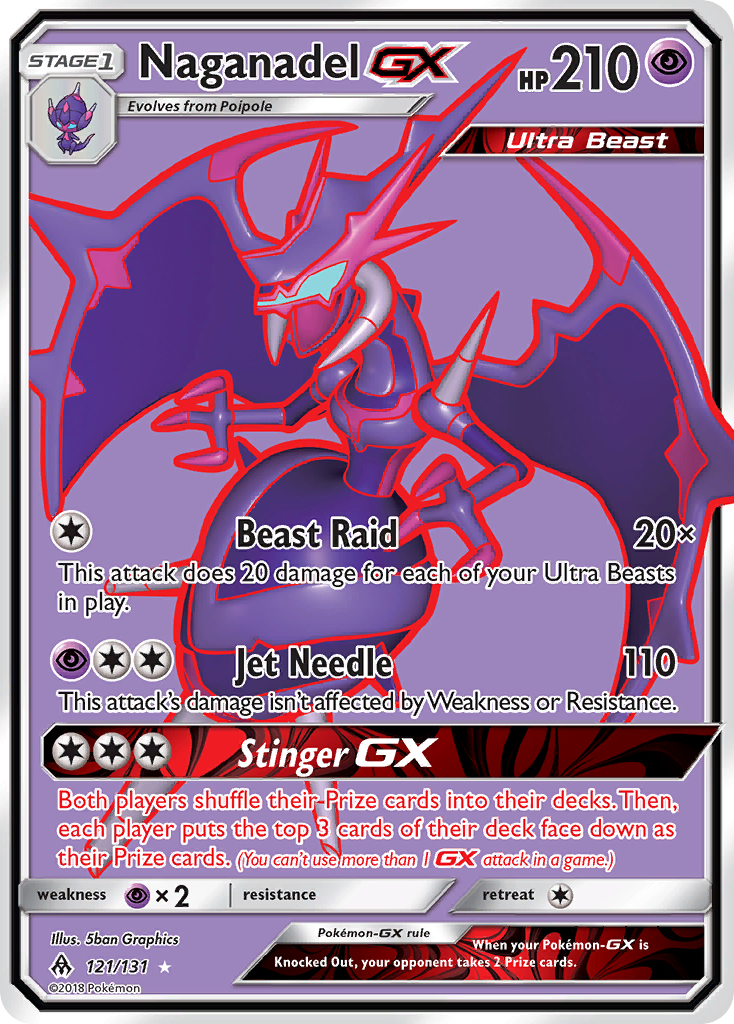 STAGE 1 Naganadel GX HP 210
Evolves from Poipole
Ultra Beast
Beast Raid 20×
This attack does 20 damage for each of your Ultra Beasts
in play.
Jet Needle 110
This attack's damage isn't affected by Weakness or Resistance.
Stinger GX
Both players shuffle their Prize cards into their decks. Then,
each player puts the top 3 cards of their deck face down as
their Prize cards. (You can't use more than 1 GX attack in a game.)
weakness × 2 resistance retreat
Illus. 5ban Graphics
121/131
©2018 Pokémon
Pokémon-GX rule
When your Pokémon-GX is
Knocked Out, your opponent takes 2 Prize cards.